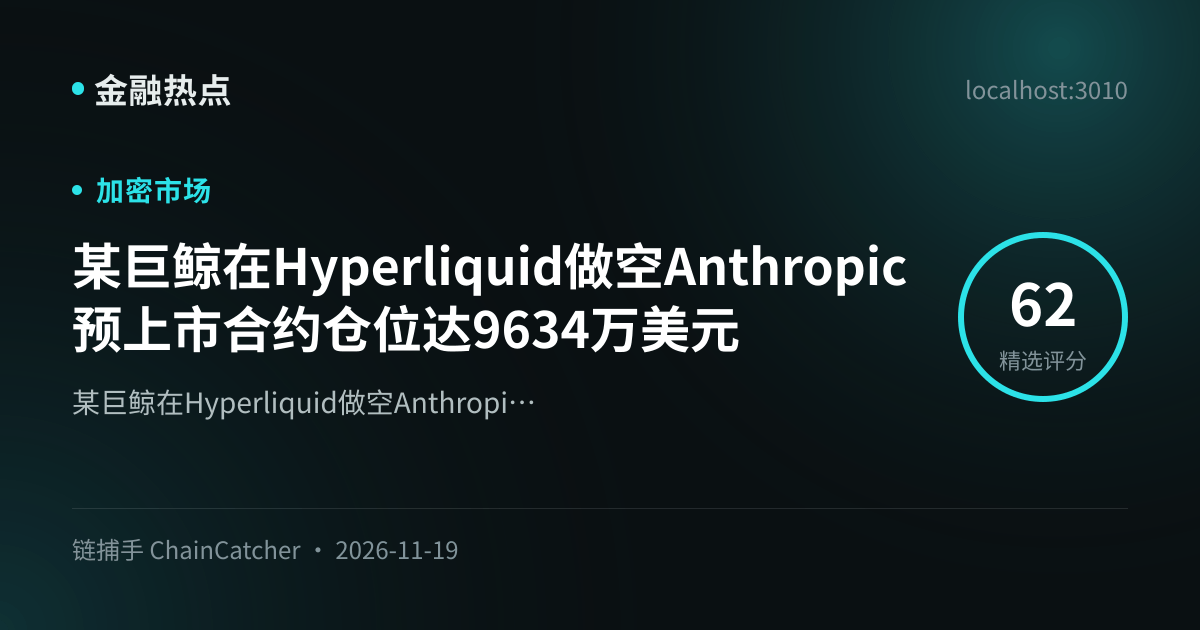 金融热点
localhost:3010
加密市场
某巨鲸在Hyperliquid做空Anthropic
预上市合约仓位达9634万美元
62
精选评分
某巨鲸在Hyperliquid做空Anthropi…
链捕手 ChainCatcher · 2026-11-19